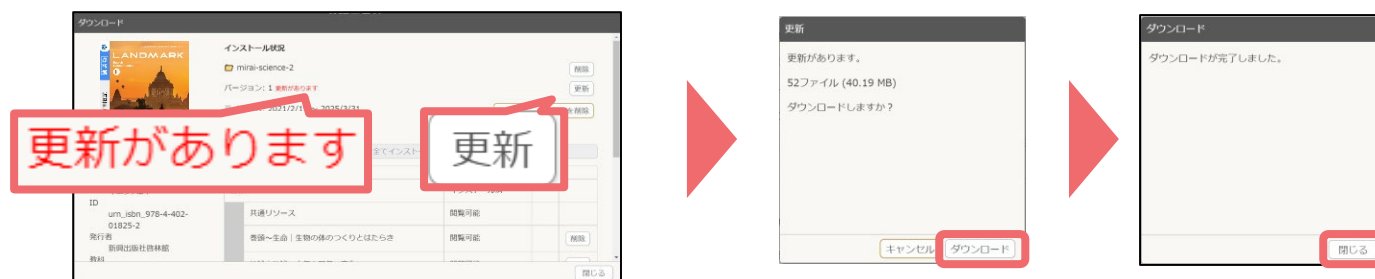 ダウンロード
LANDMARK
インストール状況
mirai-science-2
削除
バージョン: 1 更新があります
更新
2021/2/1
2025/3/31
を削除
更新があります
更新
全てインスト
ID
urn_isbn_978-4-402-
01825-2
共通リソース
閲覧可能
発行者
新興出版社啓林館
巻頭~生命|生物の体のつくりとはたらき
閲覧可能
削除
教科
閉じる
更新
更新があります。
52ファイル (40.19 MB)
ダウンロードしますか?
キャンセル
ダウンロード
ダウンロード
ダウンロードが完了しました。
閉じる